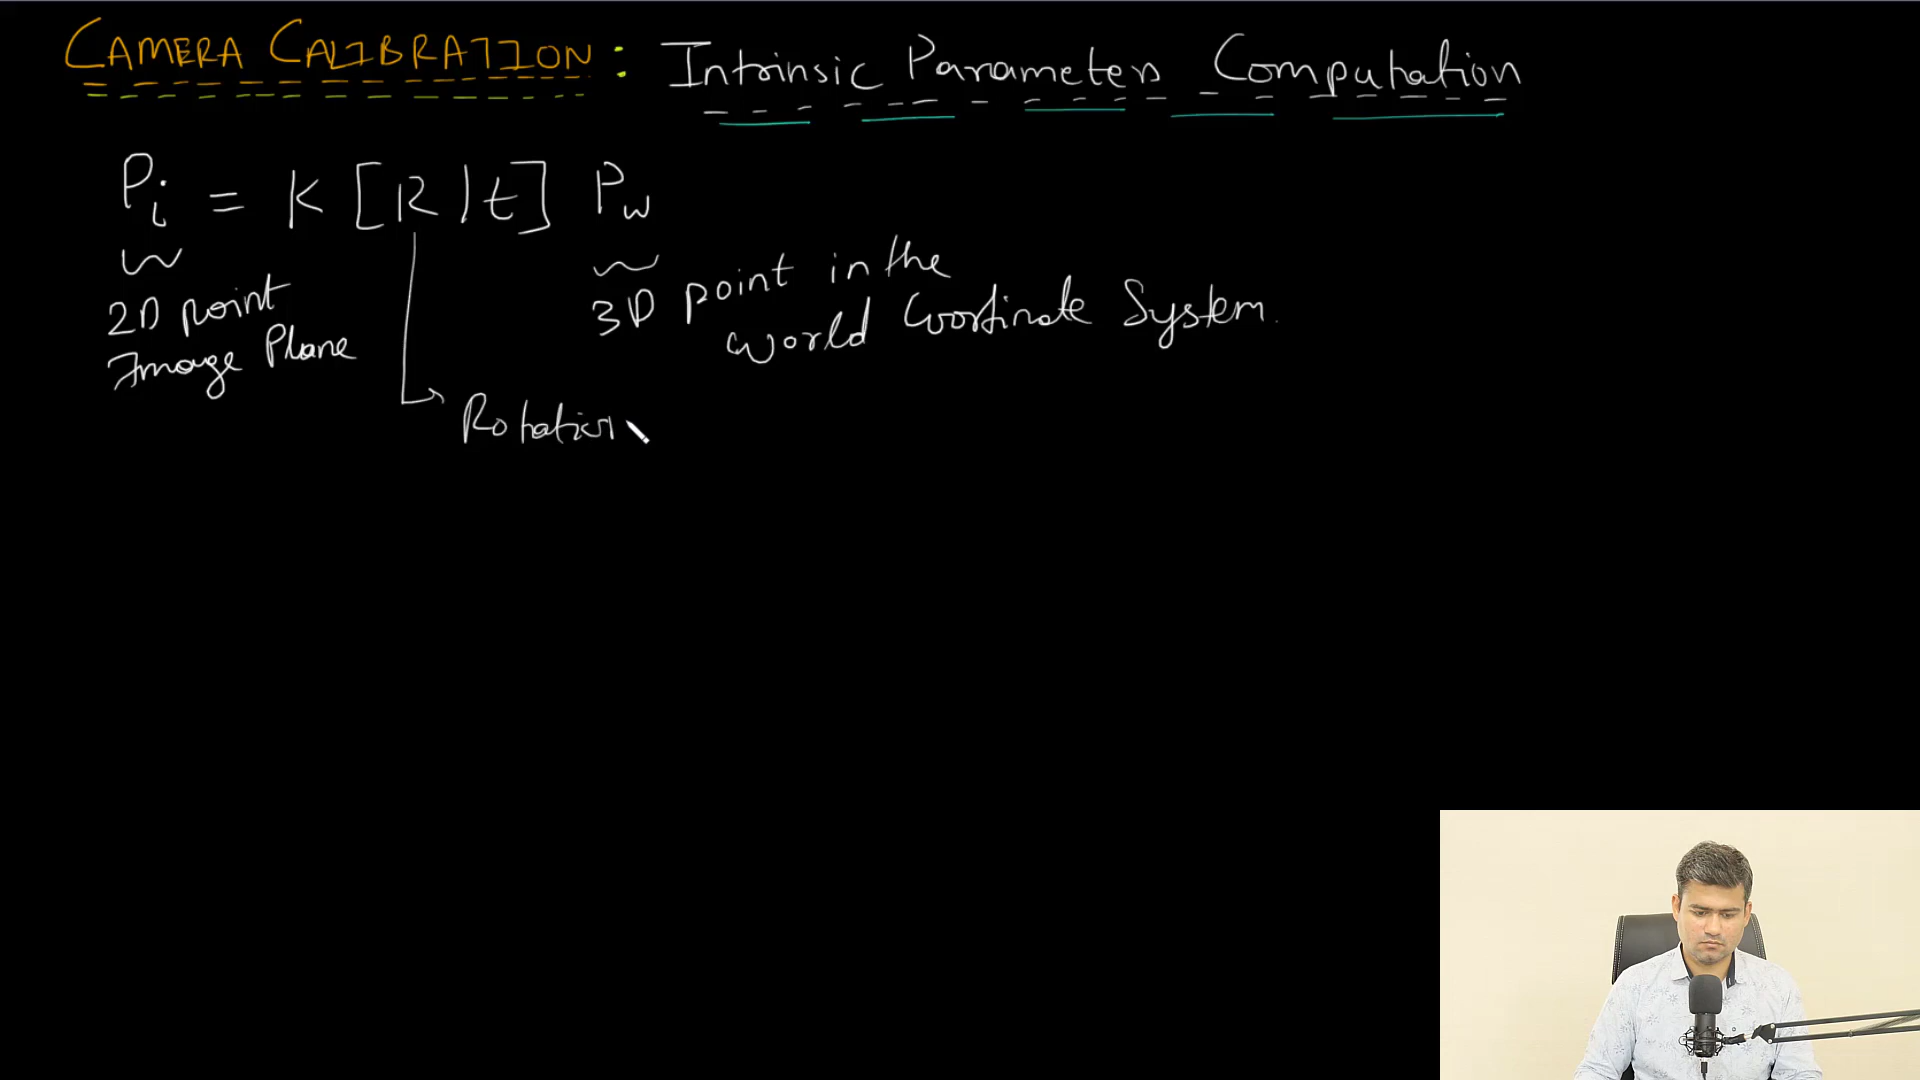 CAMERA CALIBRATION : Intrinsic Parameters Computation
Pi = K [R | t] Pw
2D point
Image Plane
3D point in the
world Coordinate System.
Rotation